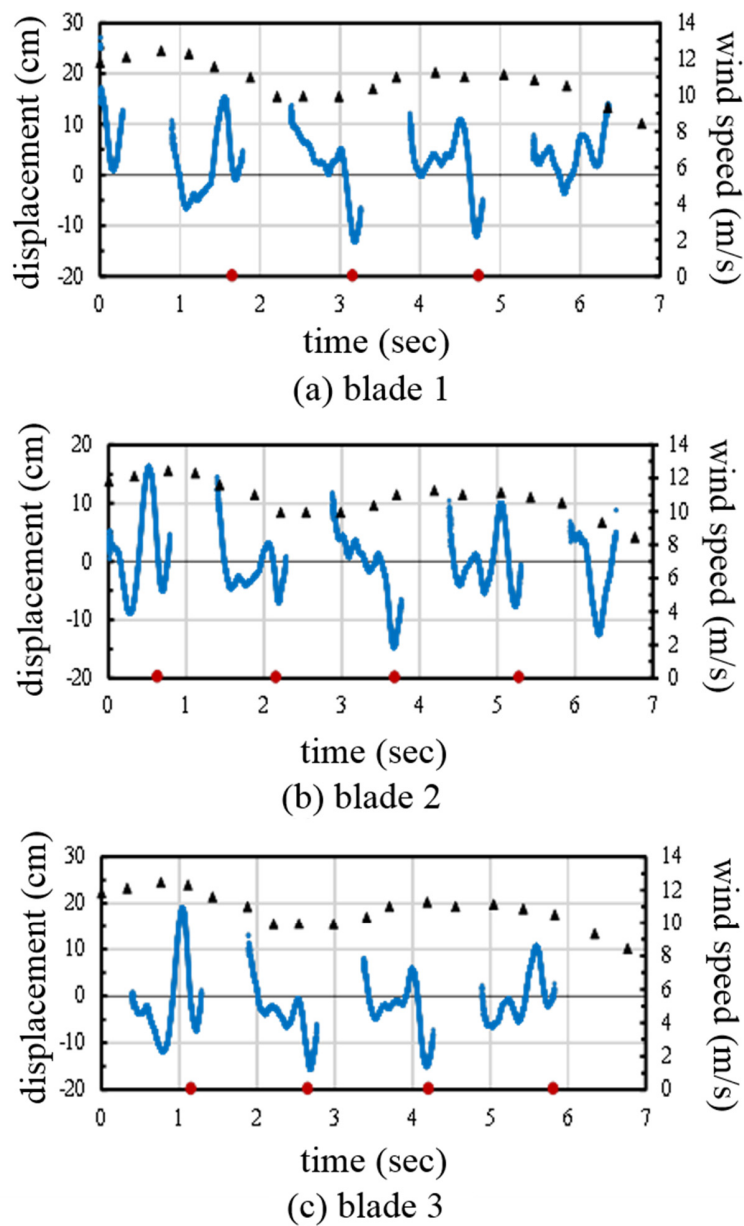 displacement (cm)
30
20
10
0
-10
-20
14
12
10
8
6
4
2
0
wind speed (m/s)
0 1 2 3 4 5 6 7
time (sec)
(a) blade 1
displacement (cm)
20
10
0
-10
-20
14
12
10
8
6
4
2
0
wind speed (m/s)
0 1 2 3 4 5 6 7
time (sec)
(b) blade 2
displacement (cm)
30
20
10
0
-10
-20
14
12
10
8
6
4
2
0
wind speed (m/s)
0 1 2 3 4 5 6 7
time (sec)
(c) blade 3